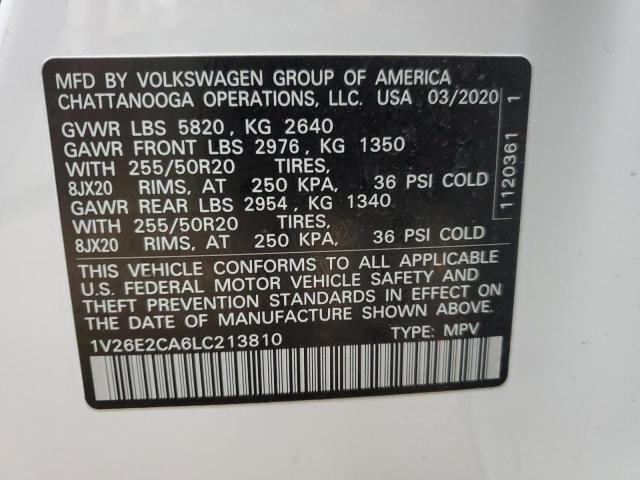 MFD BY VOLKSWAGEN GROUP OF AMERICA
CHATTANOOGA OPERATIONS, LLC. USA 03/2020
GVWR LBS 5820, KG 2640
GAWR FRONT LBS 2976, KG 1350
WITH 255/50R20 TIRES,
8JX20 RIMS, AT 250 KPA, 36 PSI COLD
GAWR REAR LBS 2954, KG 1340
WITH 255/50R20 TIRES,
8JX20 RIMS, AT 250 KPA, 36 PSI COLD
THIS VEHICLE CONFORMS TO ALL APPLICABLE
U.S. FEDERAL MOTOR VEHICLE SAFETY AND
THEFT PREVENTION STANDARDS IN EFFECT ON
THE DATE OF MANUFACTURE SHOWN ABOVE.
1V26E2CA6LC213810 TYPE: MPV
1120361 1